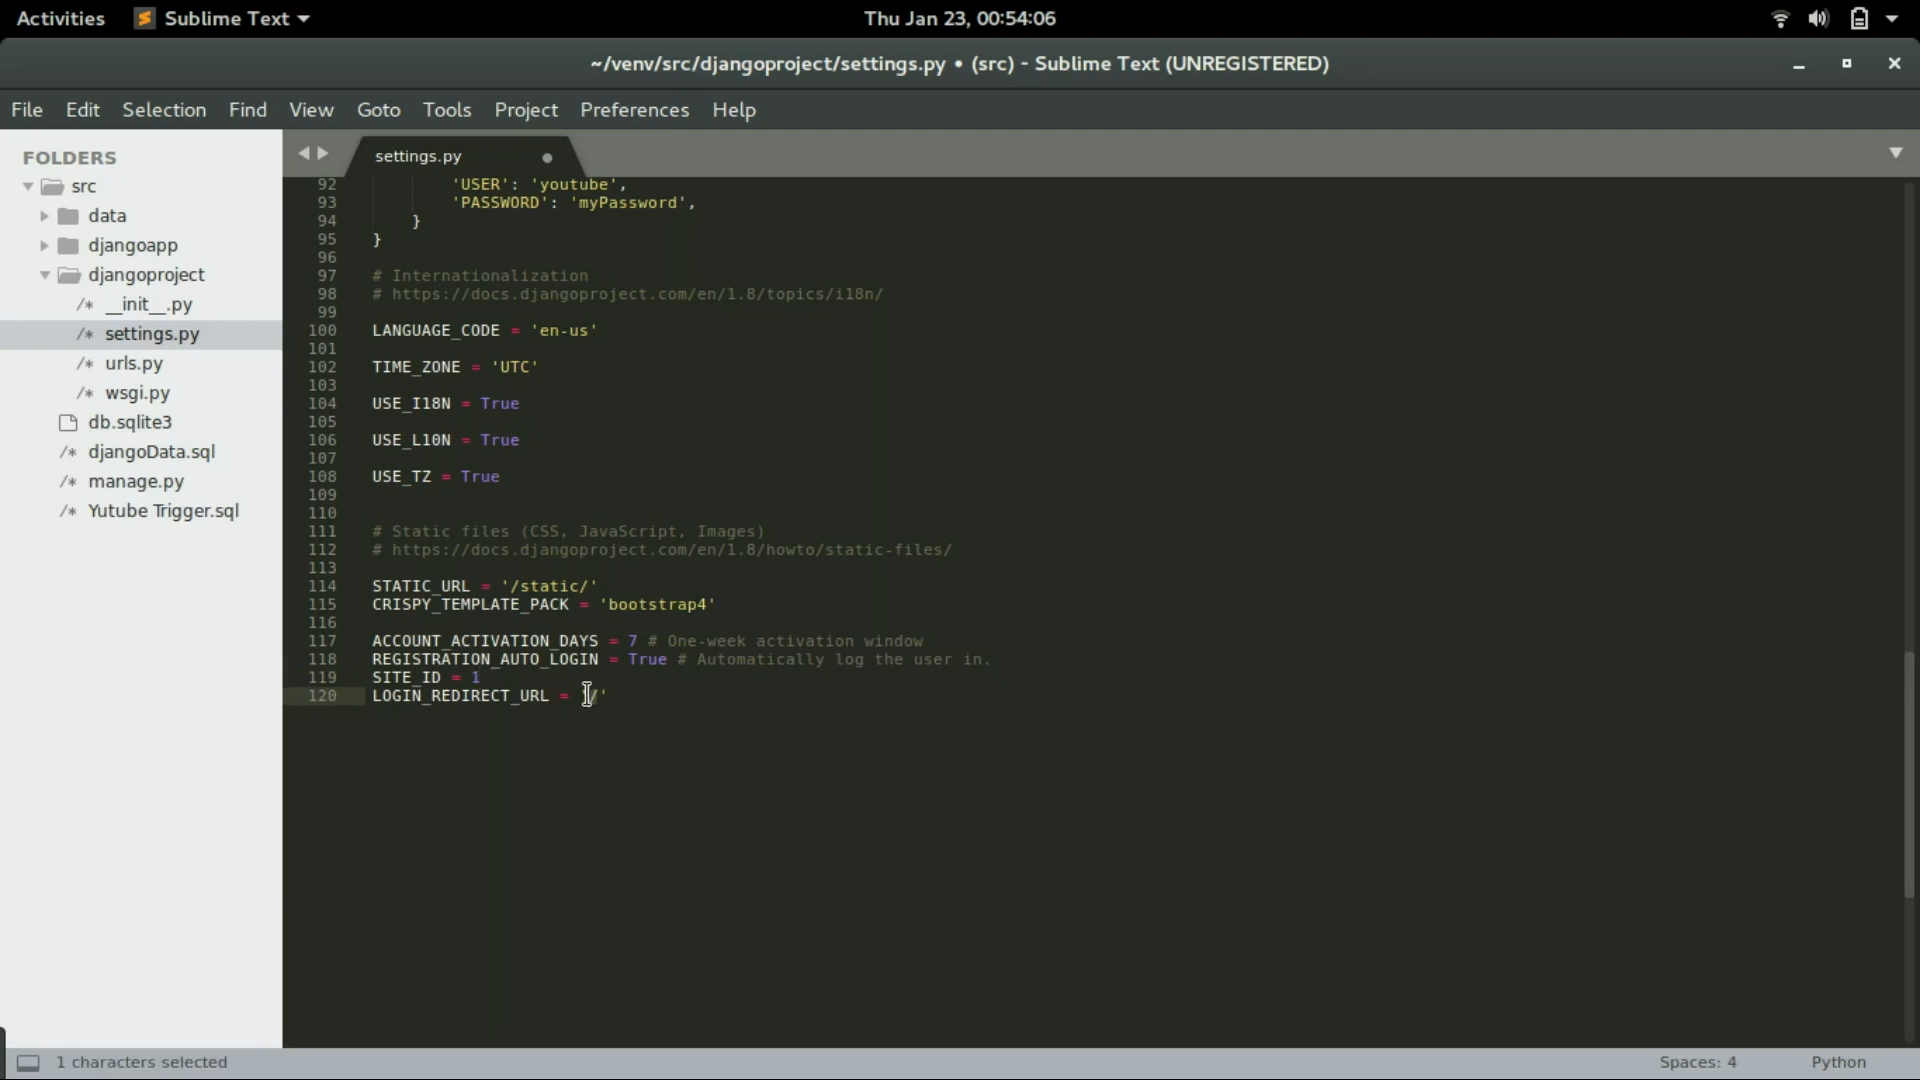 Activities Sublime Text Thu Jan 23, 00:54:06
~/venv/src/djangoproject/settings.py • (src) - Sublime Text (UNREGISTERED)
File Edit Selection Find View Goto Tools Project Preferences Help
FOLDERS
src
data
djangoapp
djangoproject
/* __init__.py
/* settings.py
/* urls.py
/* wsgi.py
db.sqlite3
/* djangoData.sql
/* manage.py
/* Yutube Trigger.sql
settings.py
92 'USER': 'youtube',
93 'PASSWORD': 'myPassword',
94 }
95 }
96
97 # Internationalization
98 # https://docs.djangoproject.com/en/1.8/topics/i18n/
99
100 LANGUAGE_CODE = 'en-us'
101
102 TIME_ZONE = 'UTC'
103
104 USE_I18N = True
105
106 USE_L10N = True
107
108 USE_TZ = True
109
110
111 # Static files (CSS, JavaScript, Images)
112 # https://docs.djangoproject.com/en/1.8/howto/static-files/
113
114 STATIC_URL = '/static/'
115 CRISPY_TEMPLATE_PACK = 'bootstrap4'
116
117 ACCOUNT_ACTIVATION_DAYS = 7 # One-week activation window
118 REGISTRATION_AUTO_LOGIN = True # Automatically log the user in.
119 SITE_ID = 1
120 LOGIN_REDIRECT_URL = '/'
1 characters selected Spaces: 4 Python